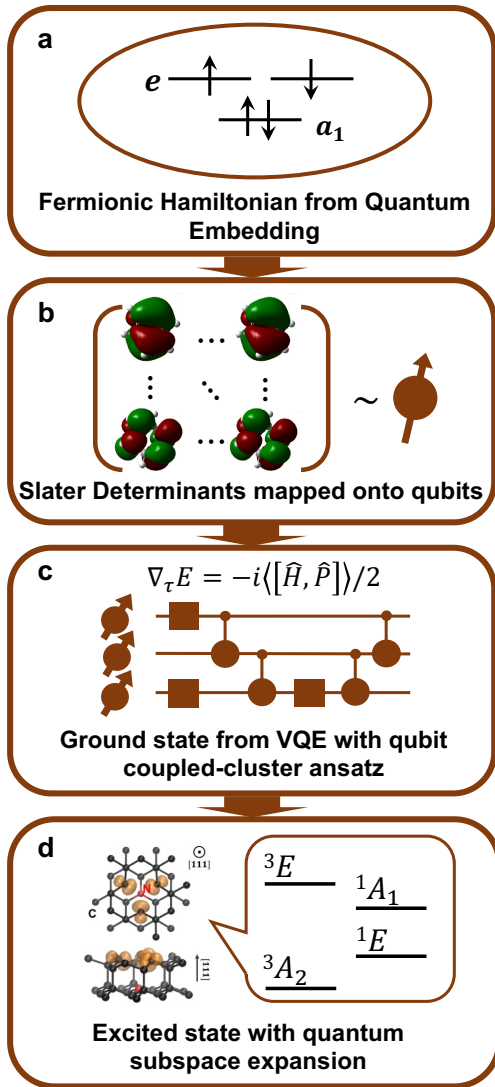 a
e
a₁
Fermionic Hamiltonian from Quantum
Embedding
b
... ...
~
Slater Determinants mapped onto qubits
c
∇τE = −i⟨[Ĥ, P̂]⟩/2
Ground state from VQE with qubit
coupled-cluster ansatz
d
[111]
N
C
[111]
³E
¹A₁
¹E
³A₂
Excited state with quantum
subspace expansion